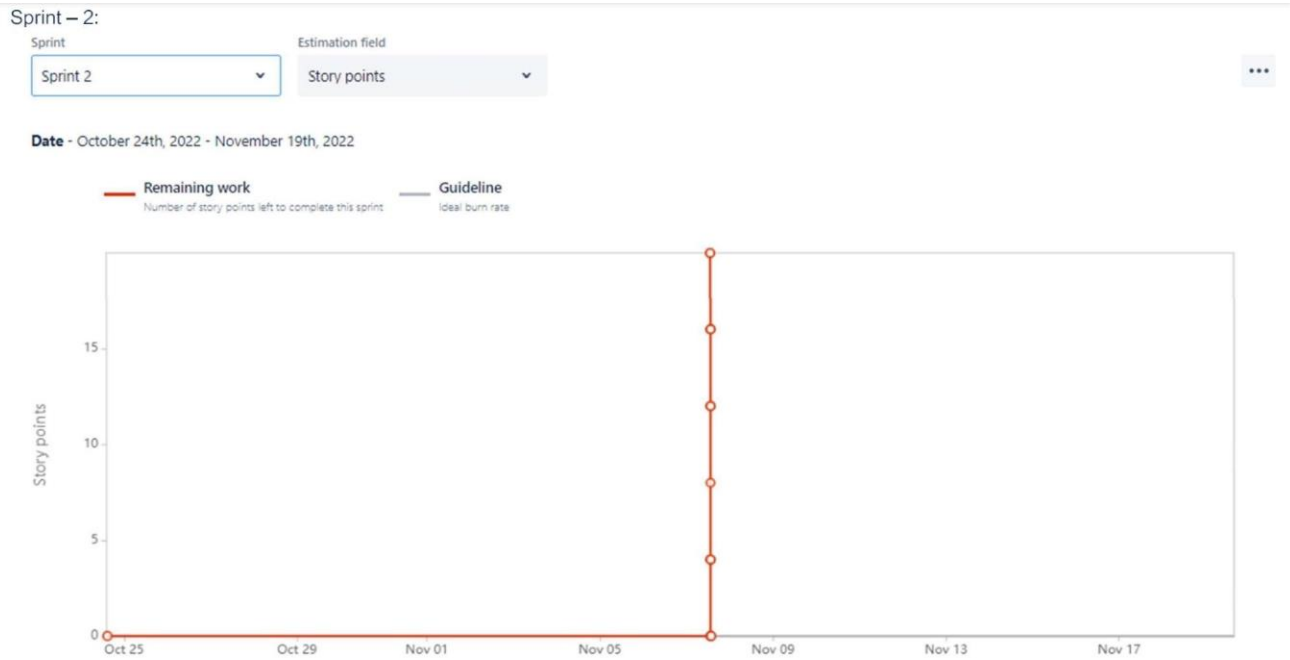 Sprint – 2:
Sprint
Estimation field
Sprint 2
Story points
Date - October 24th, 2022 - November 19th, 2022
Remaining work
Number of story points left to complete this sprint
Guideline
Ideal burn rate
Story points
15
10
5
0
Oct 25 Oct 29 Nov 01 Nov 05 Nov 09 Nov 13 Nov 17